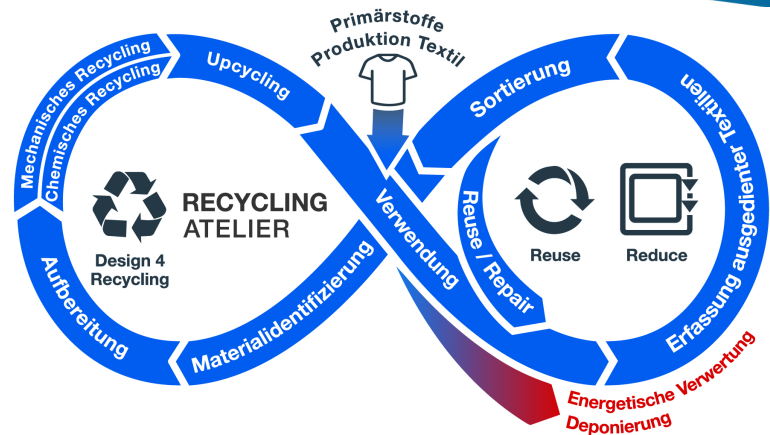 Primärstoffe
Produktion Textil
Mechanisches Recycling
Chemisches Recycling
Upcycling
Sortierung
Erfassung ausgedienter Textilien
RECYCLING
ATELIER
Design 4
Recycling
Verwendung
Reuse / Repair
Reuse
Reduce
Aufbereitung
Materialidentifizierung
Energetische Verwertung
Deponierung